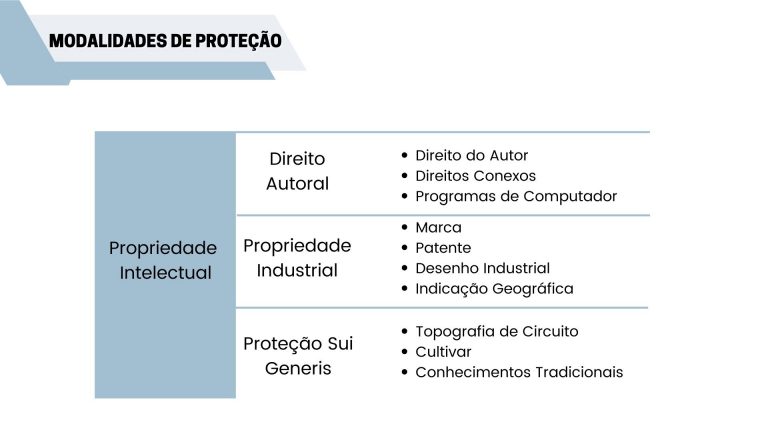 MODALIDADES DE PROTEÇÃO
Propriedade
Intelectual
Direito
Autoral
• Direito do Autor
• Direitos Conexos
• Programas de Computador
Propriedade
Industrial
• Marca
• Patente
• Desenho Industrial
• Indicação Geográfica
Proteção Sui
Generis
• Topografia de Circuito
• Cultivar
• Conhecimentos Tradicionais